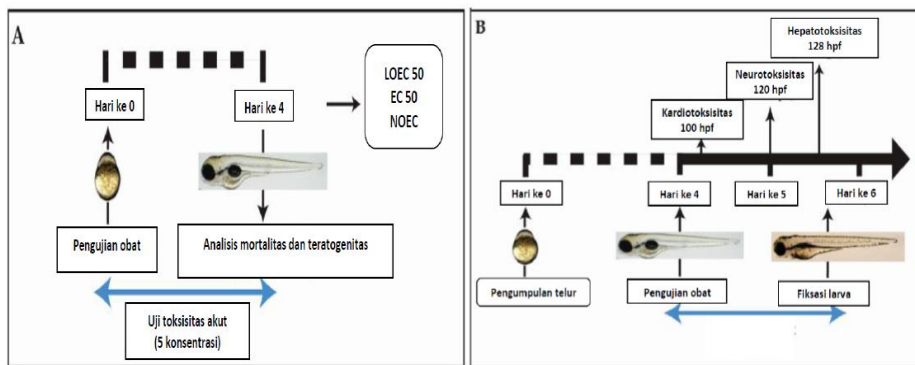 A
LOEC 50
EC 50
NOEC
Hari ke 0
Hari ke 4
Pengujian obat
Analisis mortalitas dan teratogenitas
Uji toksisitas akut
(5 konsentrasi)
B
Hepatotoksisitas
128 hpf
Neurotoksisitas
120 hpf
Kardiotoksisitas
100 hpf
Hari ke 0
Hari ke 4
Hari ke 5
Hari ke 6
Pengumpulan telur
Pengujian obat
Fiksasi larva